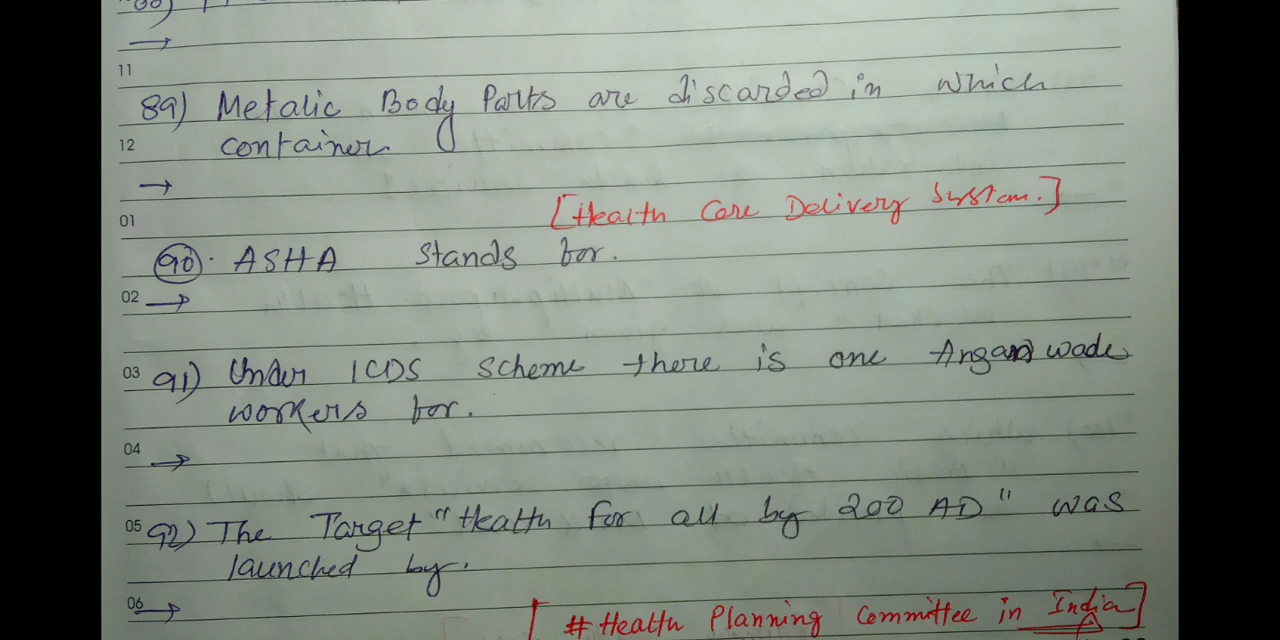 11
89) Metalic Body Parts are discarded in which
12 container.
→
01 [Health Care Delivery System.]
90. ASHA stands for.
02 →
03 91) Under ICDS scheme there is one Anganwade
workers for.
04 →
05 92) The Target "Health for all by 200 AD" was
launched by.
06 →
[# Health Planning Committee in India]